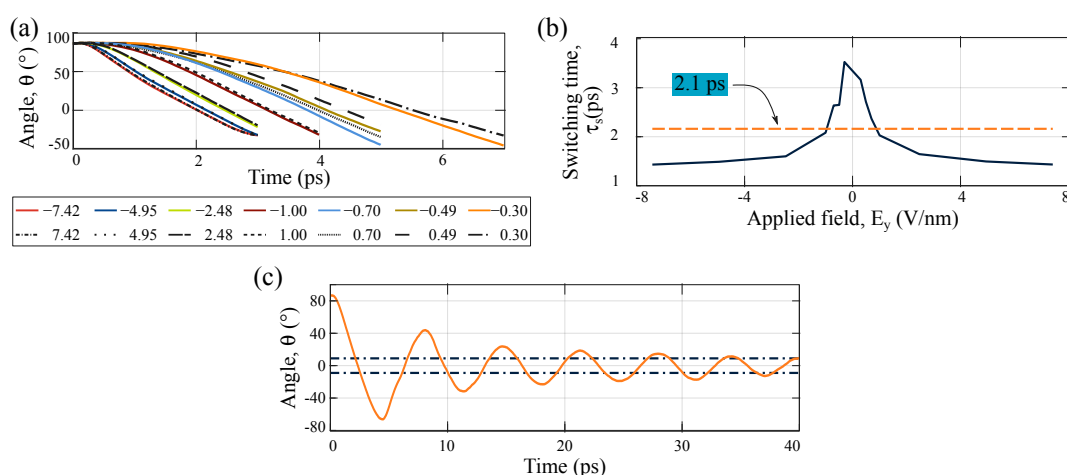 (a)
100
50
0
-50
Angle, θ (°)
0
2
4
6
Time (ps)
−7.42 −4.95 −2.48 −1.00 −0.70 −0.49 −0.30
7.42 4.95 2.48 1.00 0.70 0.49 0.30
(b)
4
3
2
1
Switching time,
τs(ps)
2.1 ps
-8
-4
0
4
8
Applied field, Ey (V/nm)
(c)
80
40
0
-40
-80
Angle, θ (°)
0
10
20
30
40
Time (ps)